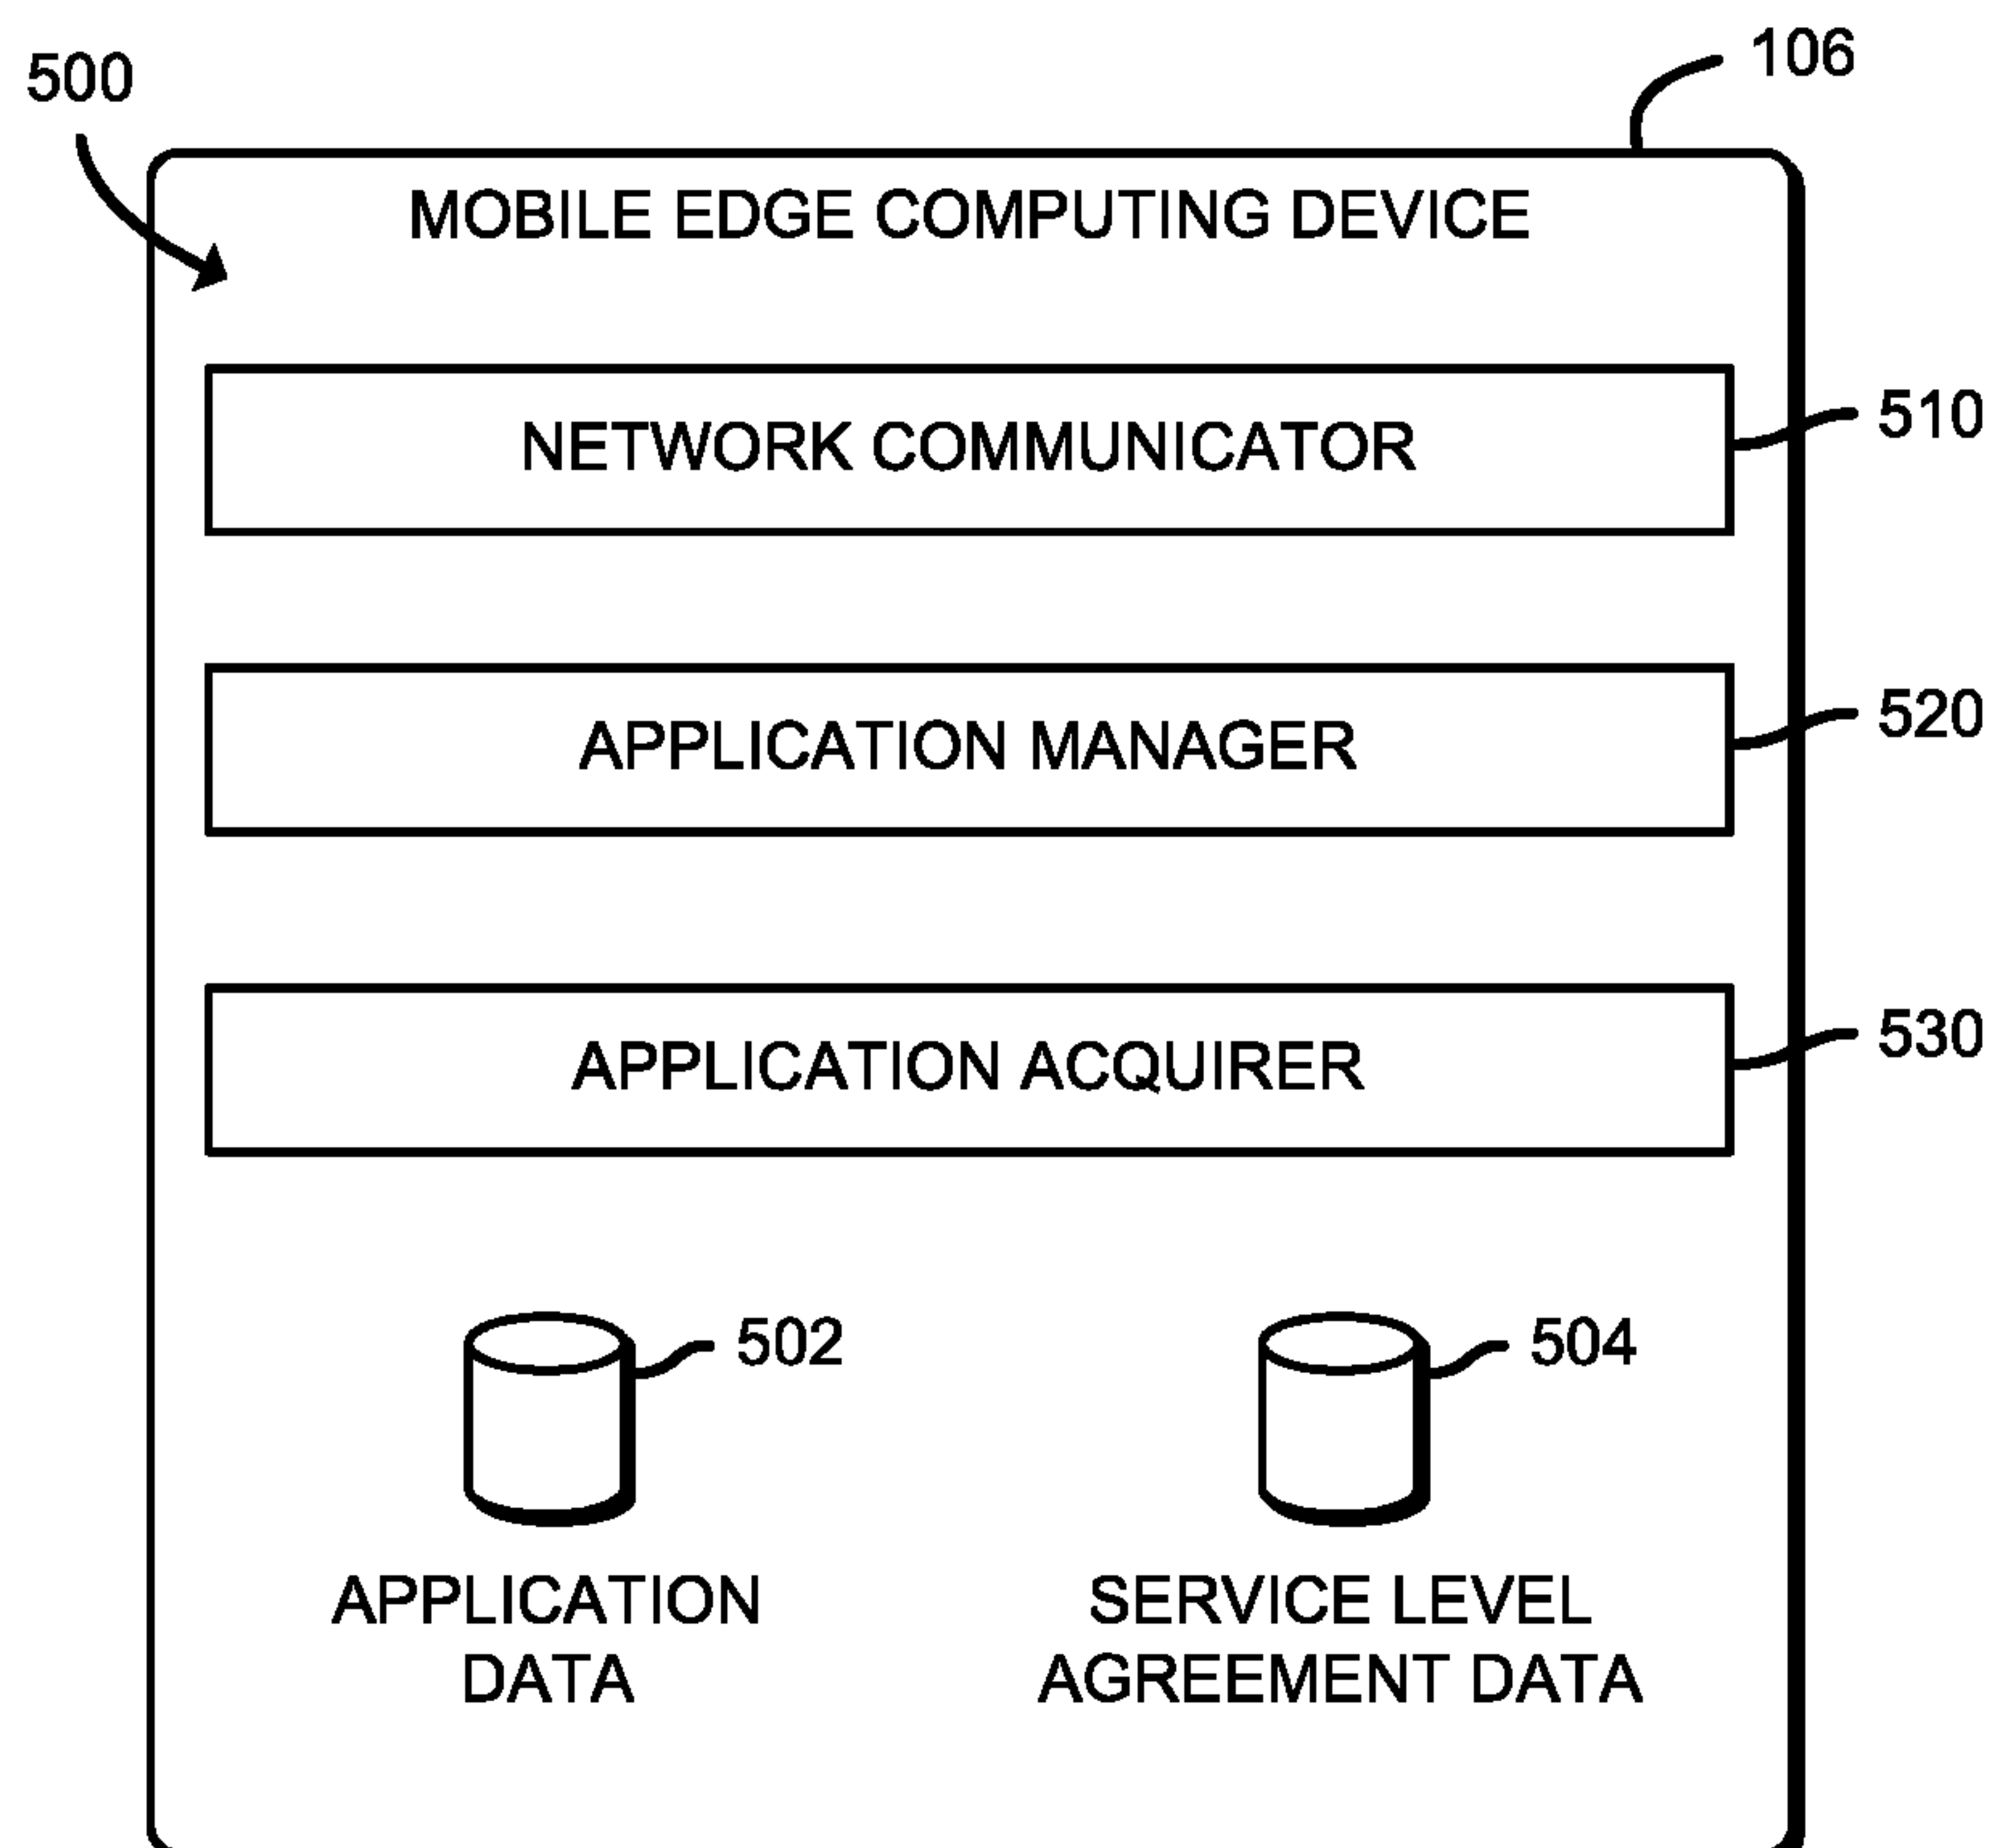 106
500
MOBILE EDGE COMPUTING DEVICE
NETWORK COMMUNICATOR
510
APPLICATION MANAGER
520
APPLICATION ACQUIRER
530
502
504
APPLICATION
DATA
SERVICE LEVEL
AGREEMENT DATA